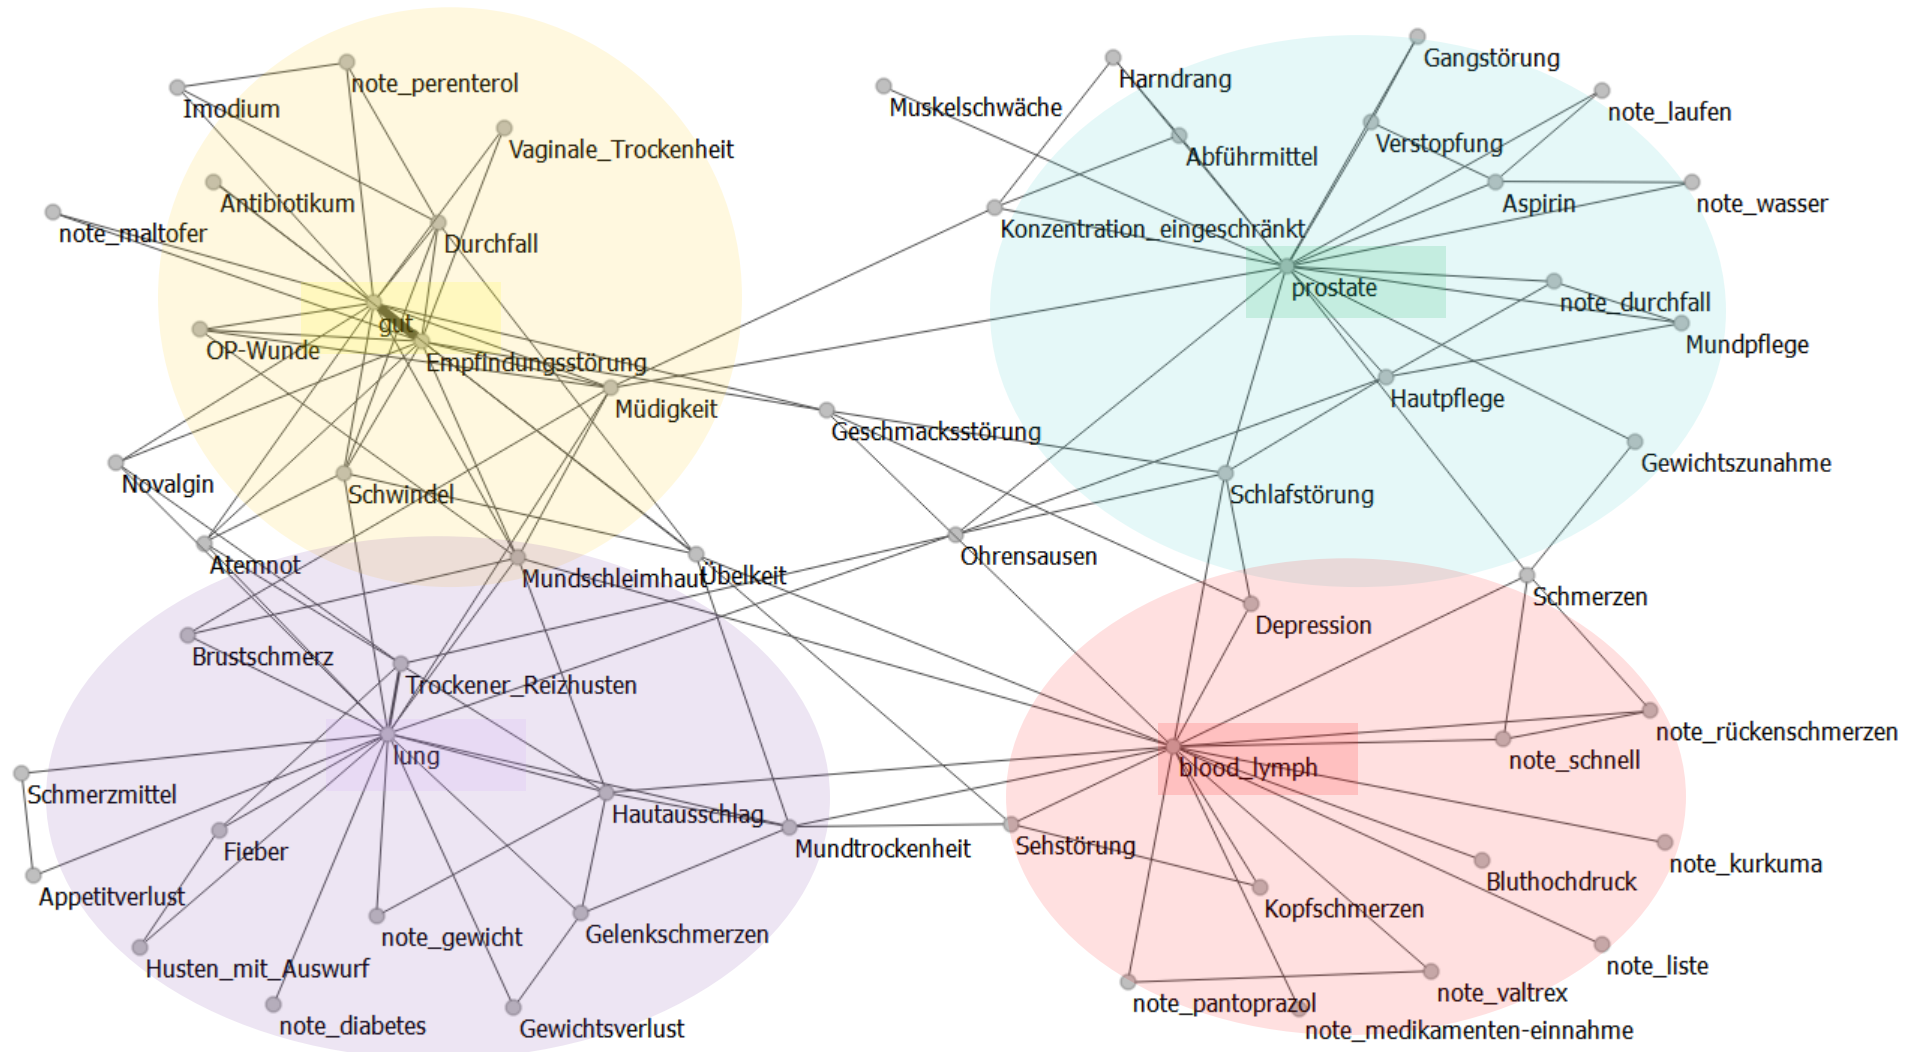 Gangstörung
Harndrang
note_perenterol
Imodium
Muskelschwäche
note_laufen
Vaginale_Trockenheit
Verstopfung
Abführmittel
Antibiotikum
Aspirin
note_wasser
note_maltofer
Durchfall
Konzentration_eingeschränkt
prostate
note_durchfall
gut
OP-Wunde
Empfindungsstörung
Mundpflege
Müdigkeit
Hautpflege
Geschmacksstörung
Gewichtszunahme
Novalgin
Schwindel
Schlafstörung
Atemnot
Ohrensausen
Mundschleimhaut
Übelkeit
Schmerzen
Depression
Brustschmerz
Trockener_Reizhusten
note_rückenschmerzen
lung
blood_lymph
note_schnell
Schmerzmittel
Hautausschlag
Fieber
Mundtrockenheit
Sehstörung
note_kurkuma
Bluthochdruck
Appetitverlust
Kopfschmerzen
note_gewicht
Gelenkschmerzen
Husten_mit_Auswurf
note_liste
note_valtrex
note_pantoprazol
note_diabetes
Gewichtsverlust
note_medikamenten-einnahme